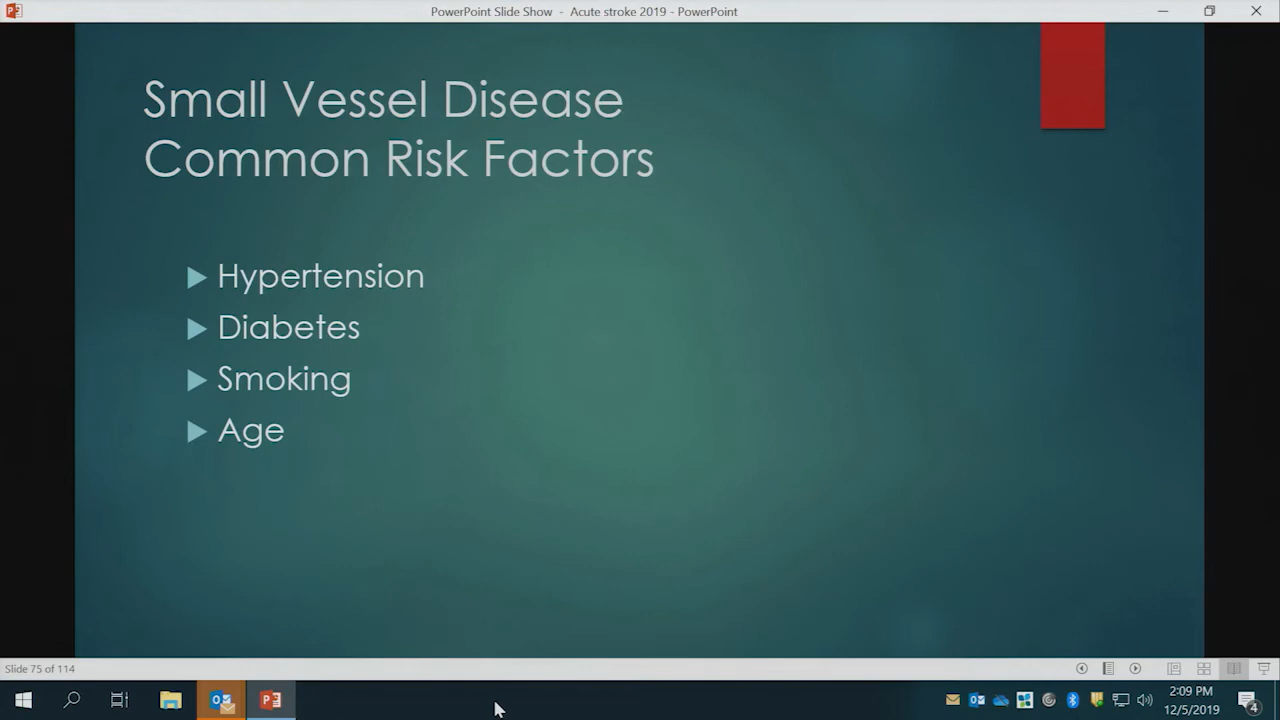 PowerPoint Slide Show - Acute stroke 2019 - PowerPoint
Small Vessel Disease
Common Risk Factors
Hypertension
Diabetes
Smoking
Age
Slide 75 of 114
2:09 PM
12/5/2019
4